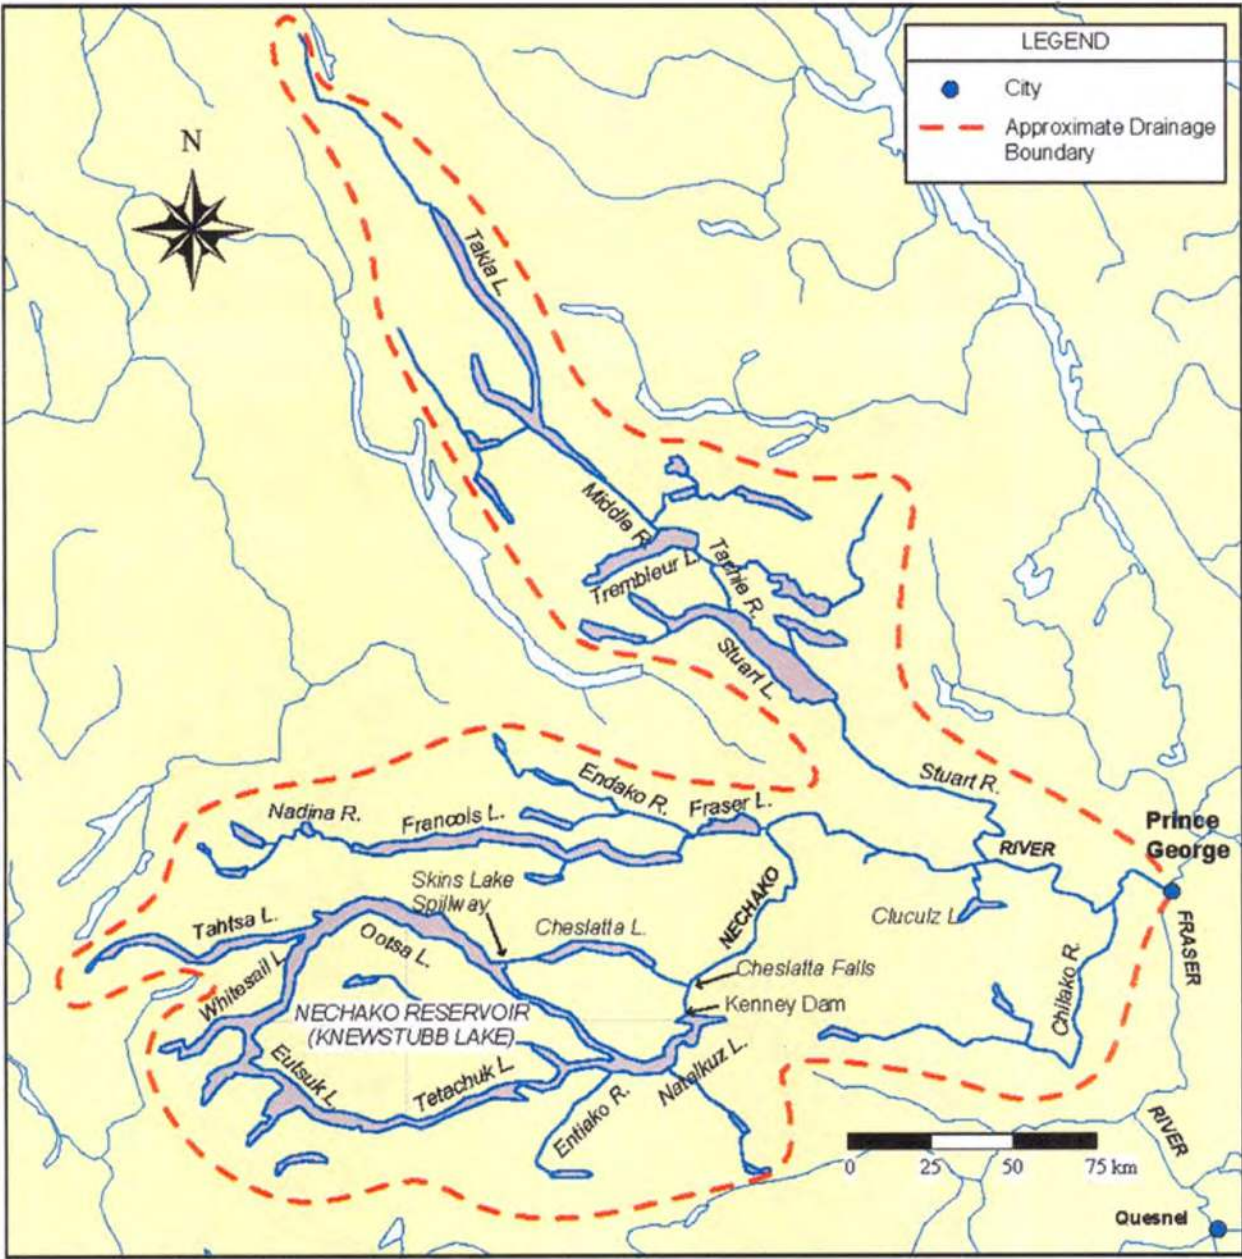 LEGEND
City
Approximate Drainage
Boundary
N
Takla L.
Middle R.
Trembleur L.
Tachie R.
Stuart L.
Stuart R.
Endako R.
Fraser L.
Nadina R.
Francois L.
Prince
George
RIVER
Skins Lake
Spillway
NECHAKO
Cluculz L.
Tahtsa L.
Ootsa L.
Cheslatta L.
FRASER
Whitesail L.
Cheslatta Falls
Chilako R.
NECHAKO RESERVOIR
(KNEWSTUBB LAKE)
Kenney Dam
Eutsuk L.
Tetachuk L.
Natalkuz L.
Entiako R.
RIVER
0 25 50 75 km
Quesnel